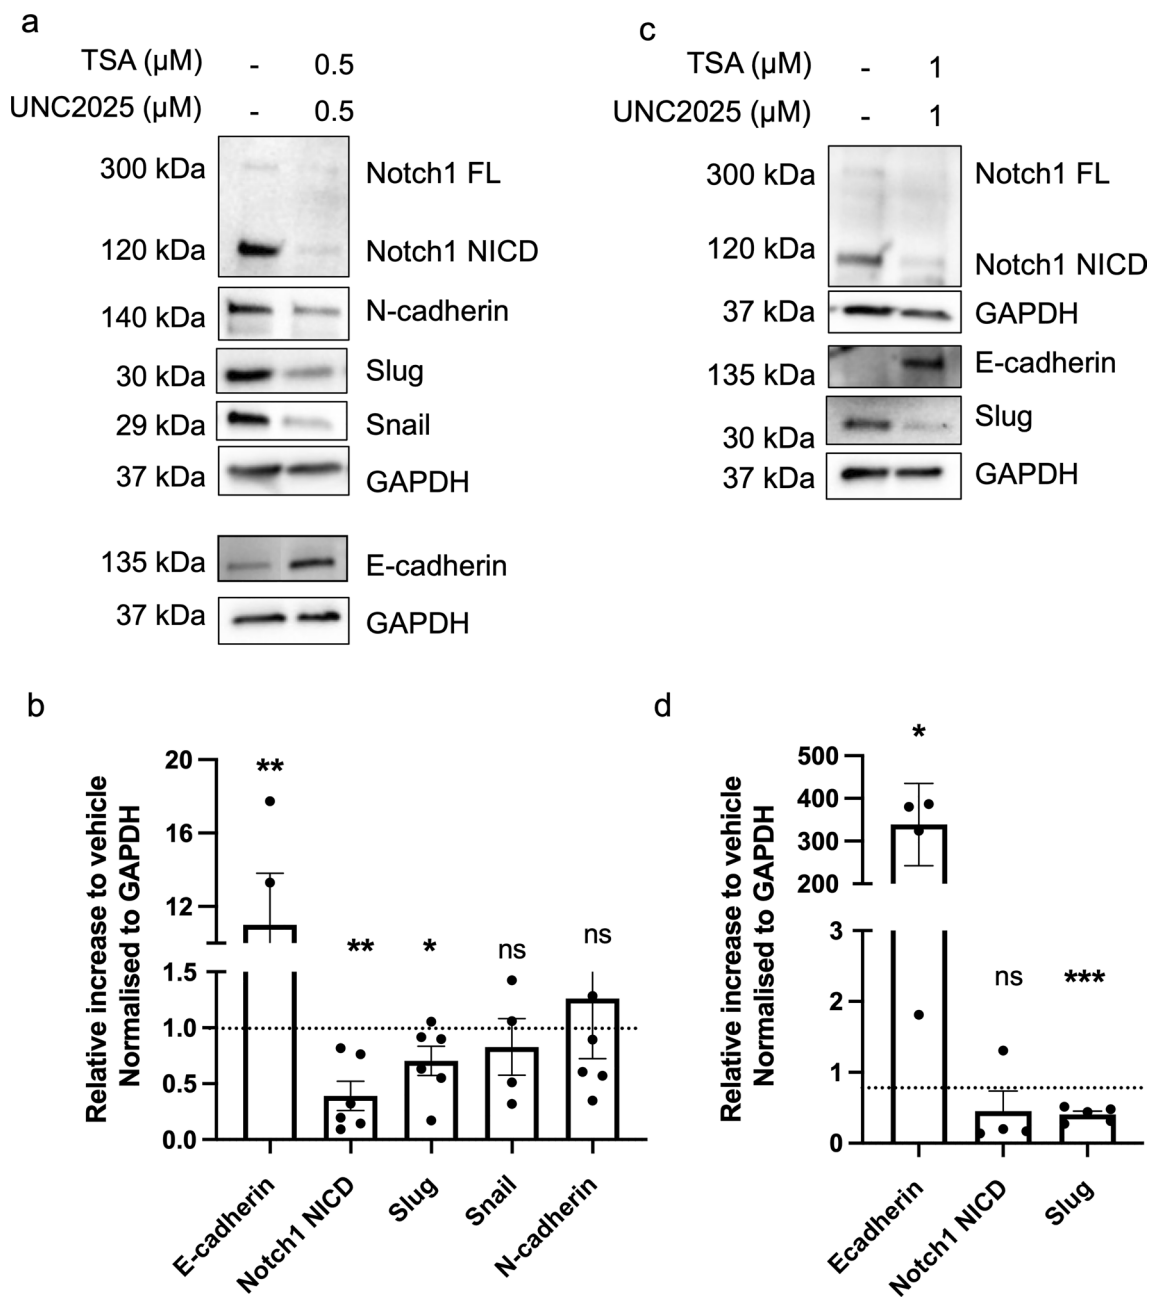 a
TSA (μM) - 0.5
UNC2025 (μM) - 0.5
300 kDa Notch1 FL
120 kDa Notch1 NICD
140 kDa N-cadherin
30 kDa Slug
29 kDa Snail
37 kDa GAPDH
135 kDa E-cadherin
37 kDa GAPDH
c
TSA (μM) - 1
UNC2025 (μM) - 1
300 kDa Notch1 FL
120 kDa Notch1 NICD
37 kDa GAPDH
135 kDa E-cadherin
30 kDa Slug
37 kDa GAPDH
b
Relative increase to vehicle
Normalised to GAPDH
20
16
12
1.5
1.0
0.5
0.0
** ** * ns ns
E-cadherin
Notch1 NICD
Slug
Snail
N-cadherin
d
Relative increase to vehicle
Normalised to GAPDH
500
400
300
200
3
2
1
0
* ns ***
Ecadherin
Notch1 NICD
Slug